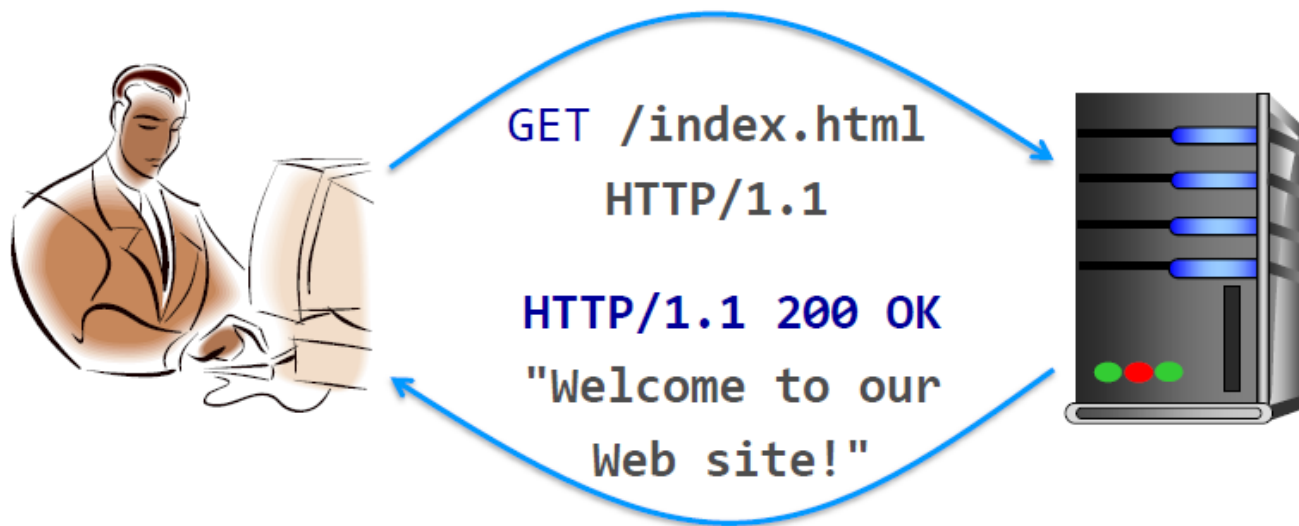 GET /index.html
HTTP/1.1
HTTP/1.1 200 OK
"Welcome to our
Web site!"